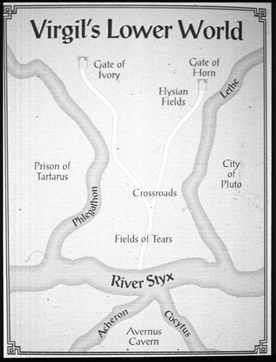 Virgil's Lower World
Gate of
Ivory
Gate of
Horn
Lethe
Elysian
Fields
Prison of
Tartarus
City
of
Pluto
Crossroads
Phlegathon
Fields of Tears
River Styx
Acheron
Cocytus
Avernus
Cavern